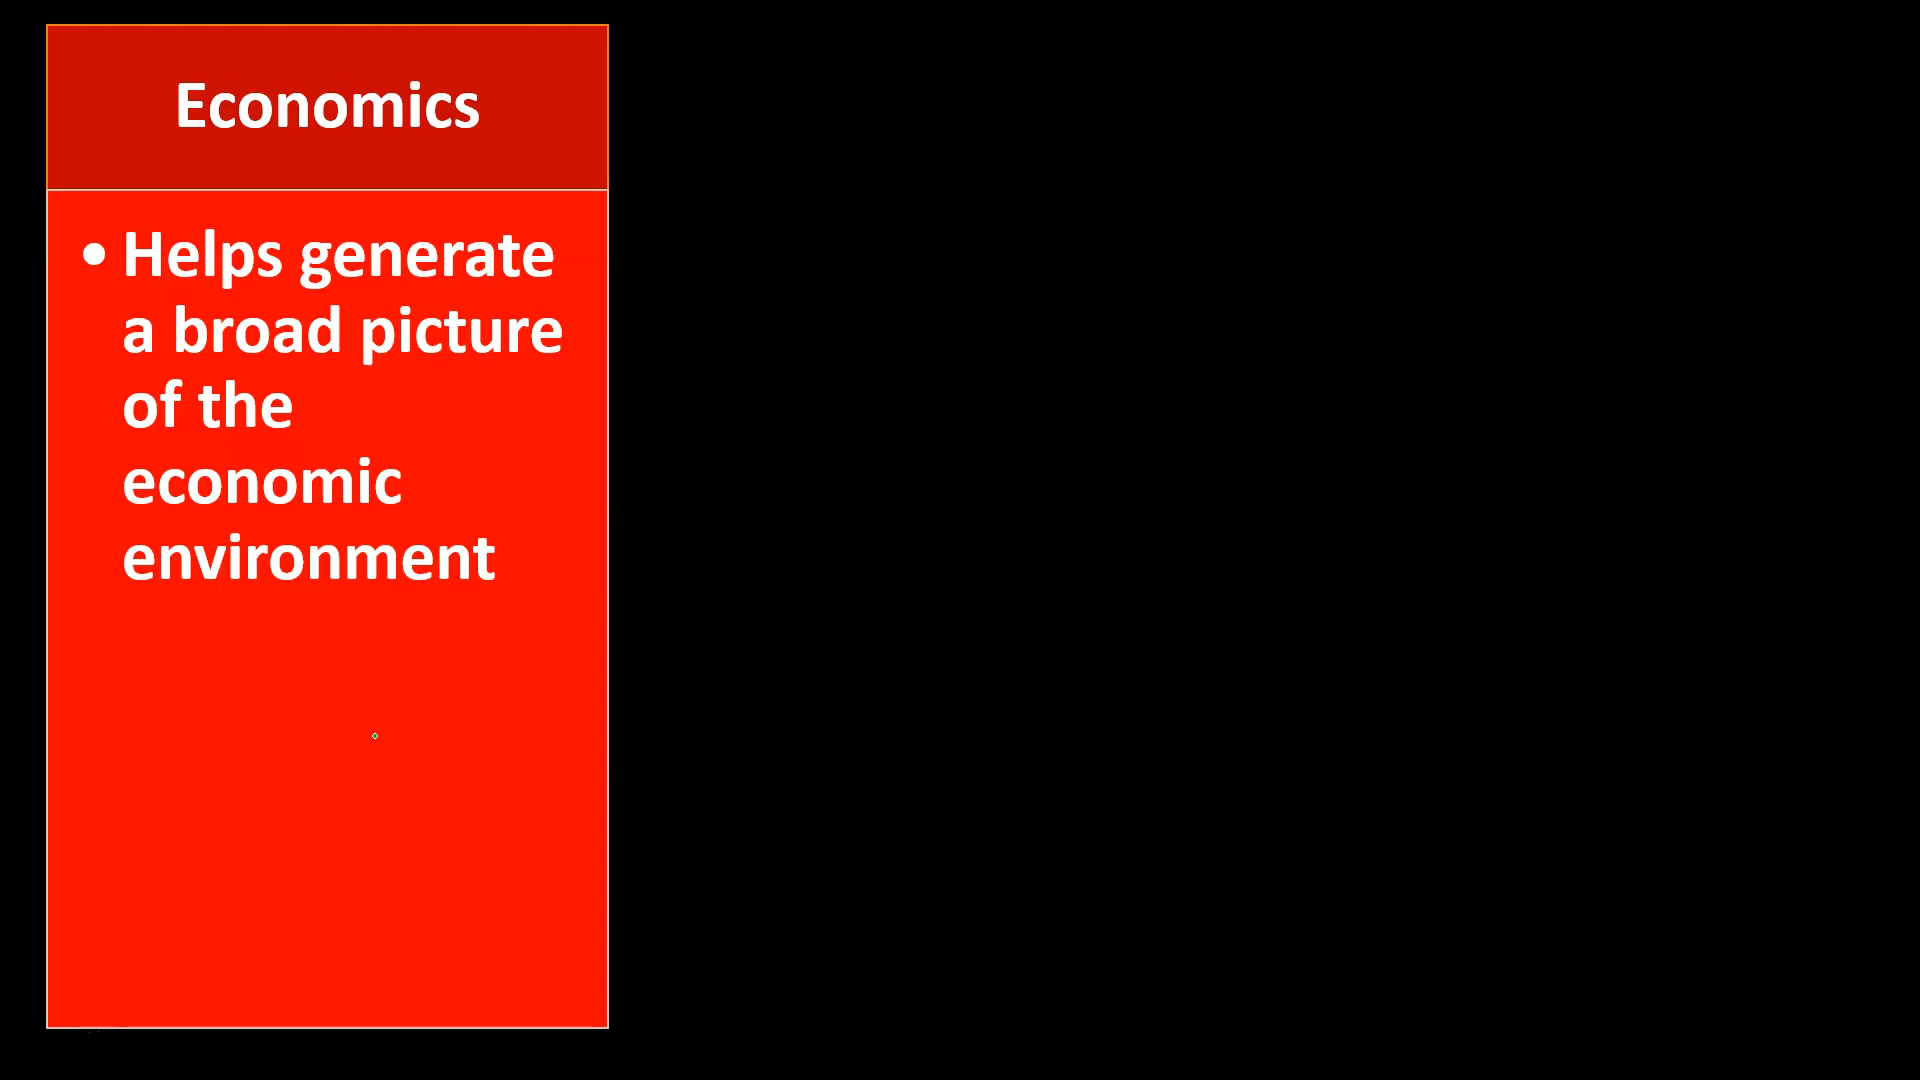 Economics
• Helps generate
a broad picture
of the
economic
environment